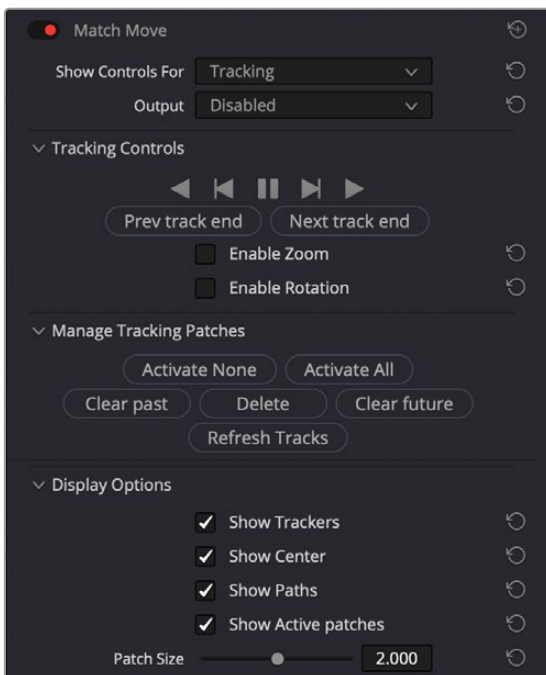 Match Move
Show Controls For Tracking
Output Disabled
Tracking Controls
Prev track end Next track end
Enable Zoom
Enable Rotation
Manage Tracking Patches
Activate None Activate All
Clear past Delete Clear future
Refresh Tracks
Display Options
Show Trackers
Show Center
Show Paths
Show Active patches
Patch Size 2.000